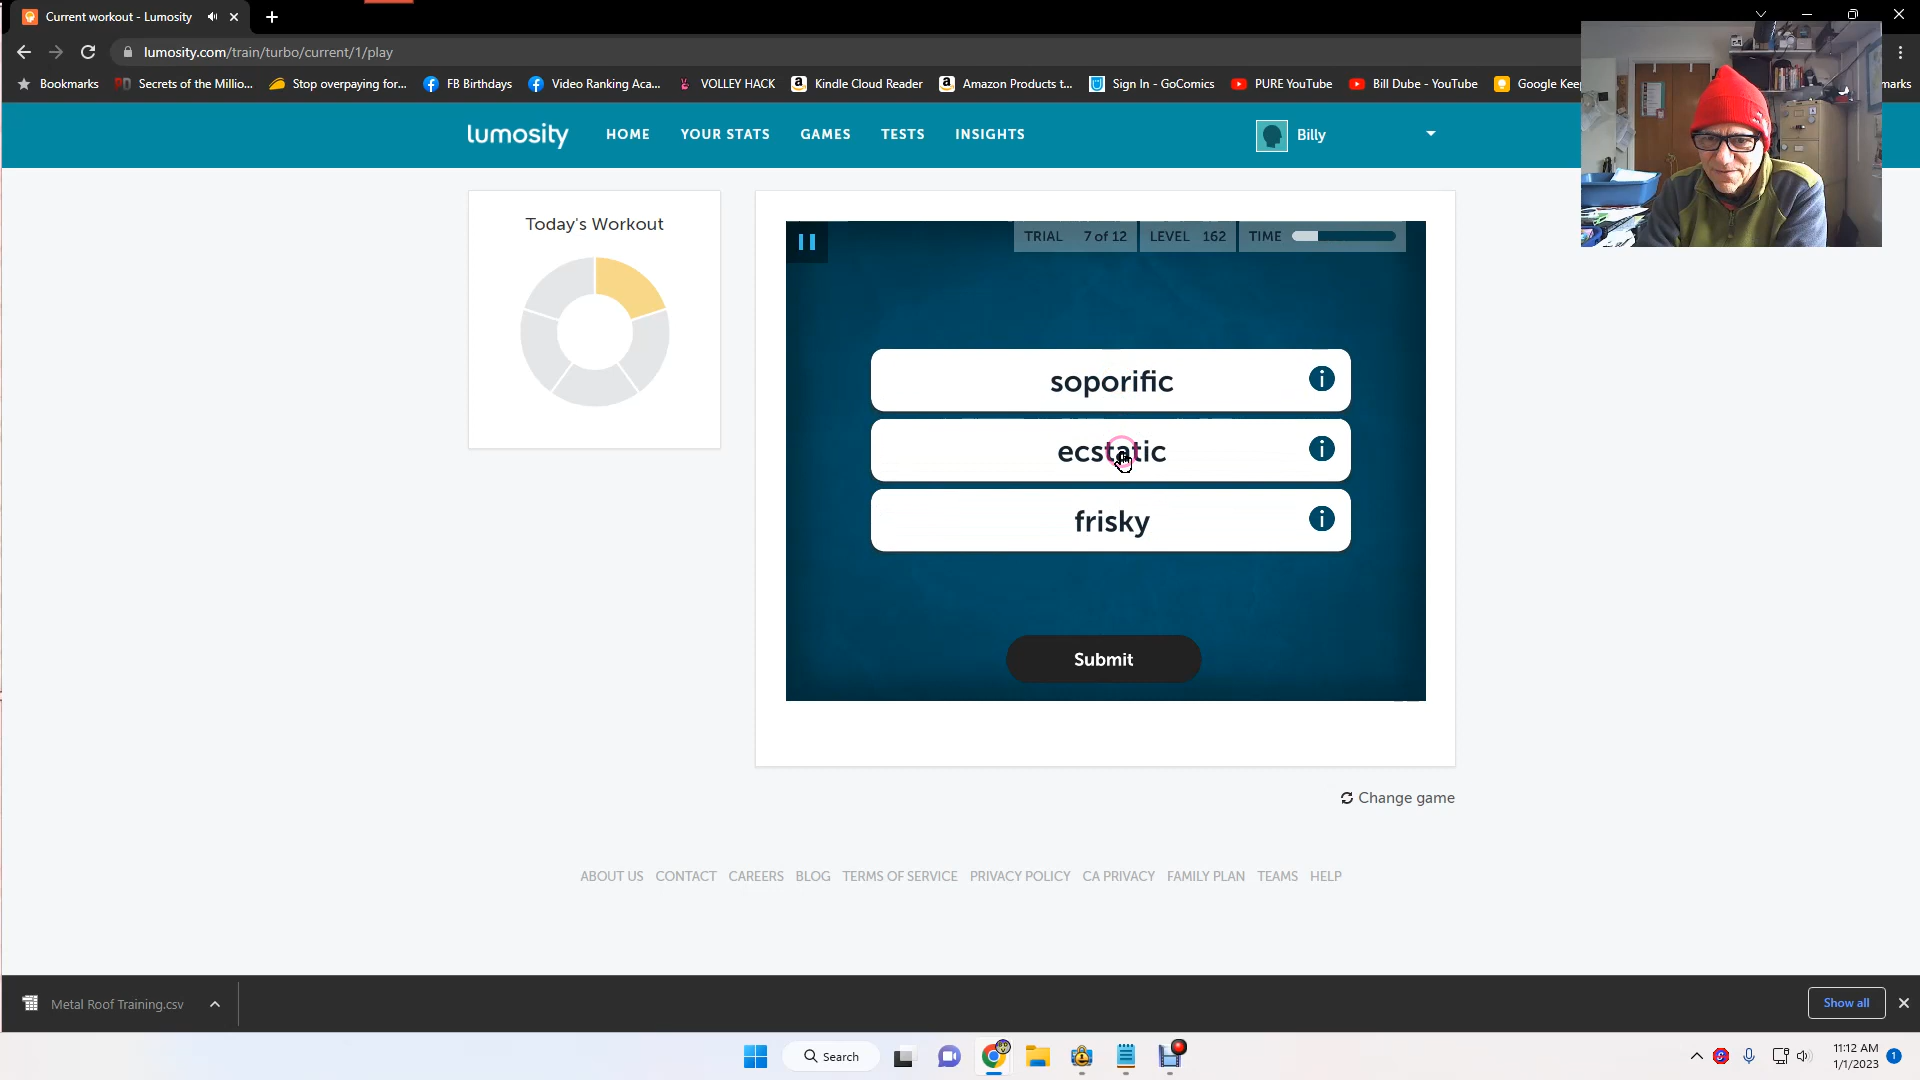 Current workout - Lumosity
lumosity.com/train/turbo/current/1/play
Bookmarks Secrets of the Millio... Stop overpaying for... FB Birthdays Video Ranking Aca... VOLLEY HACK Kindle Cloud Reader Amazon Products t... Sign In - GoComics PURE YouTube Bill Dube - YouTube Google Keep
marks
lumosity HOME YOUR STATS GAMES TESTS INSIGHTS Billy
Today's Workout
TRIAL 7 of 12 LEVEL 162 TIME
soporific
ecstatic
frisky
Submit
Change game
ABOUT US CONTACT CAREERS BLOG TERMS OF SERVICE PRIVACY POLICY CA PRIVACY FAMILY PLAN TEAMS HELP
Metal Roof Training.csv
Show all
Search
11:12 AM
1/1/2023
1